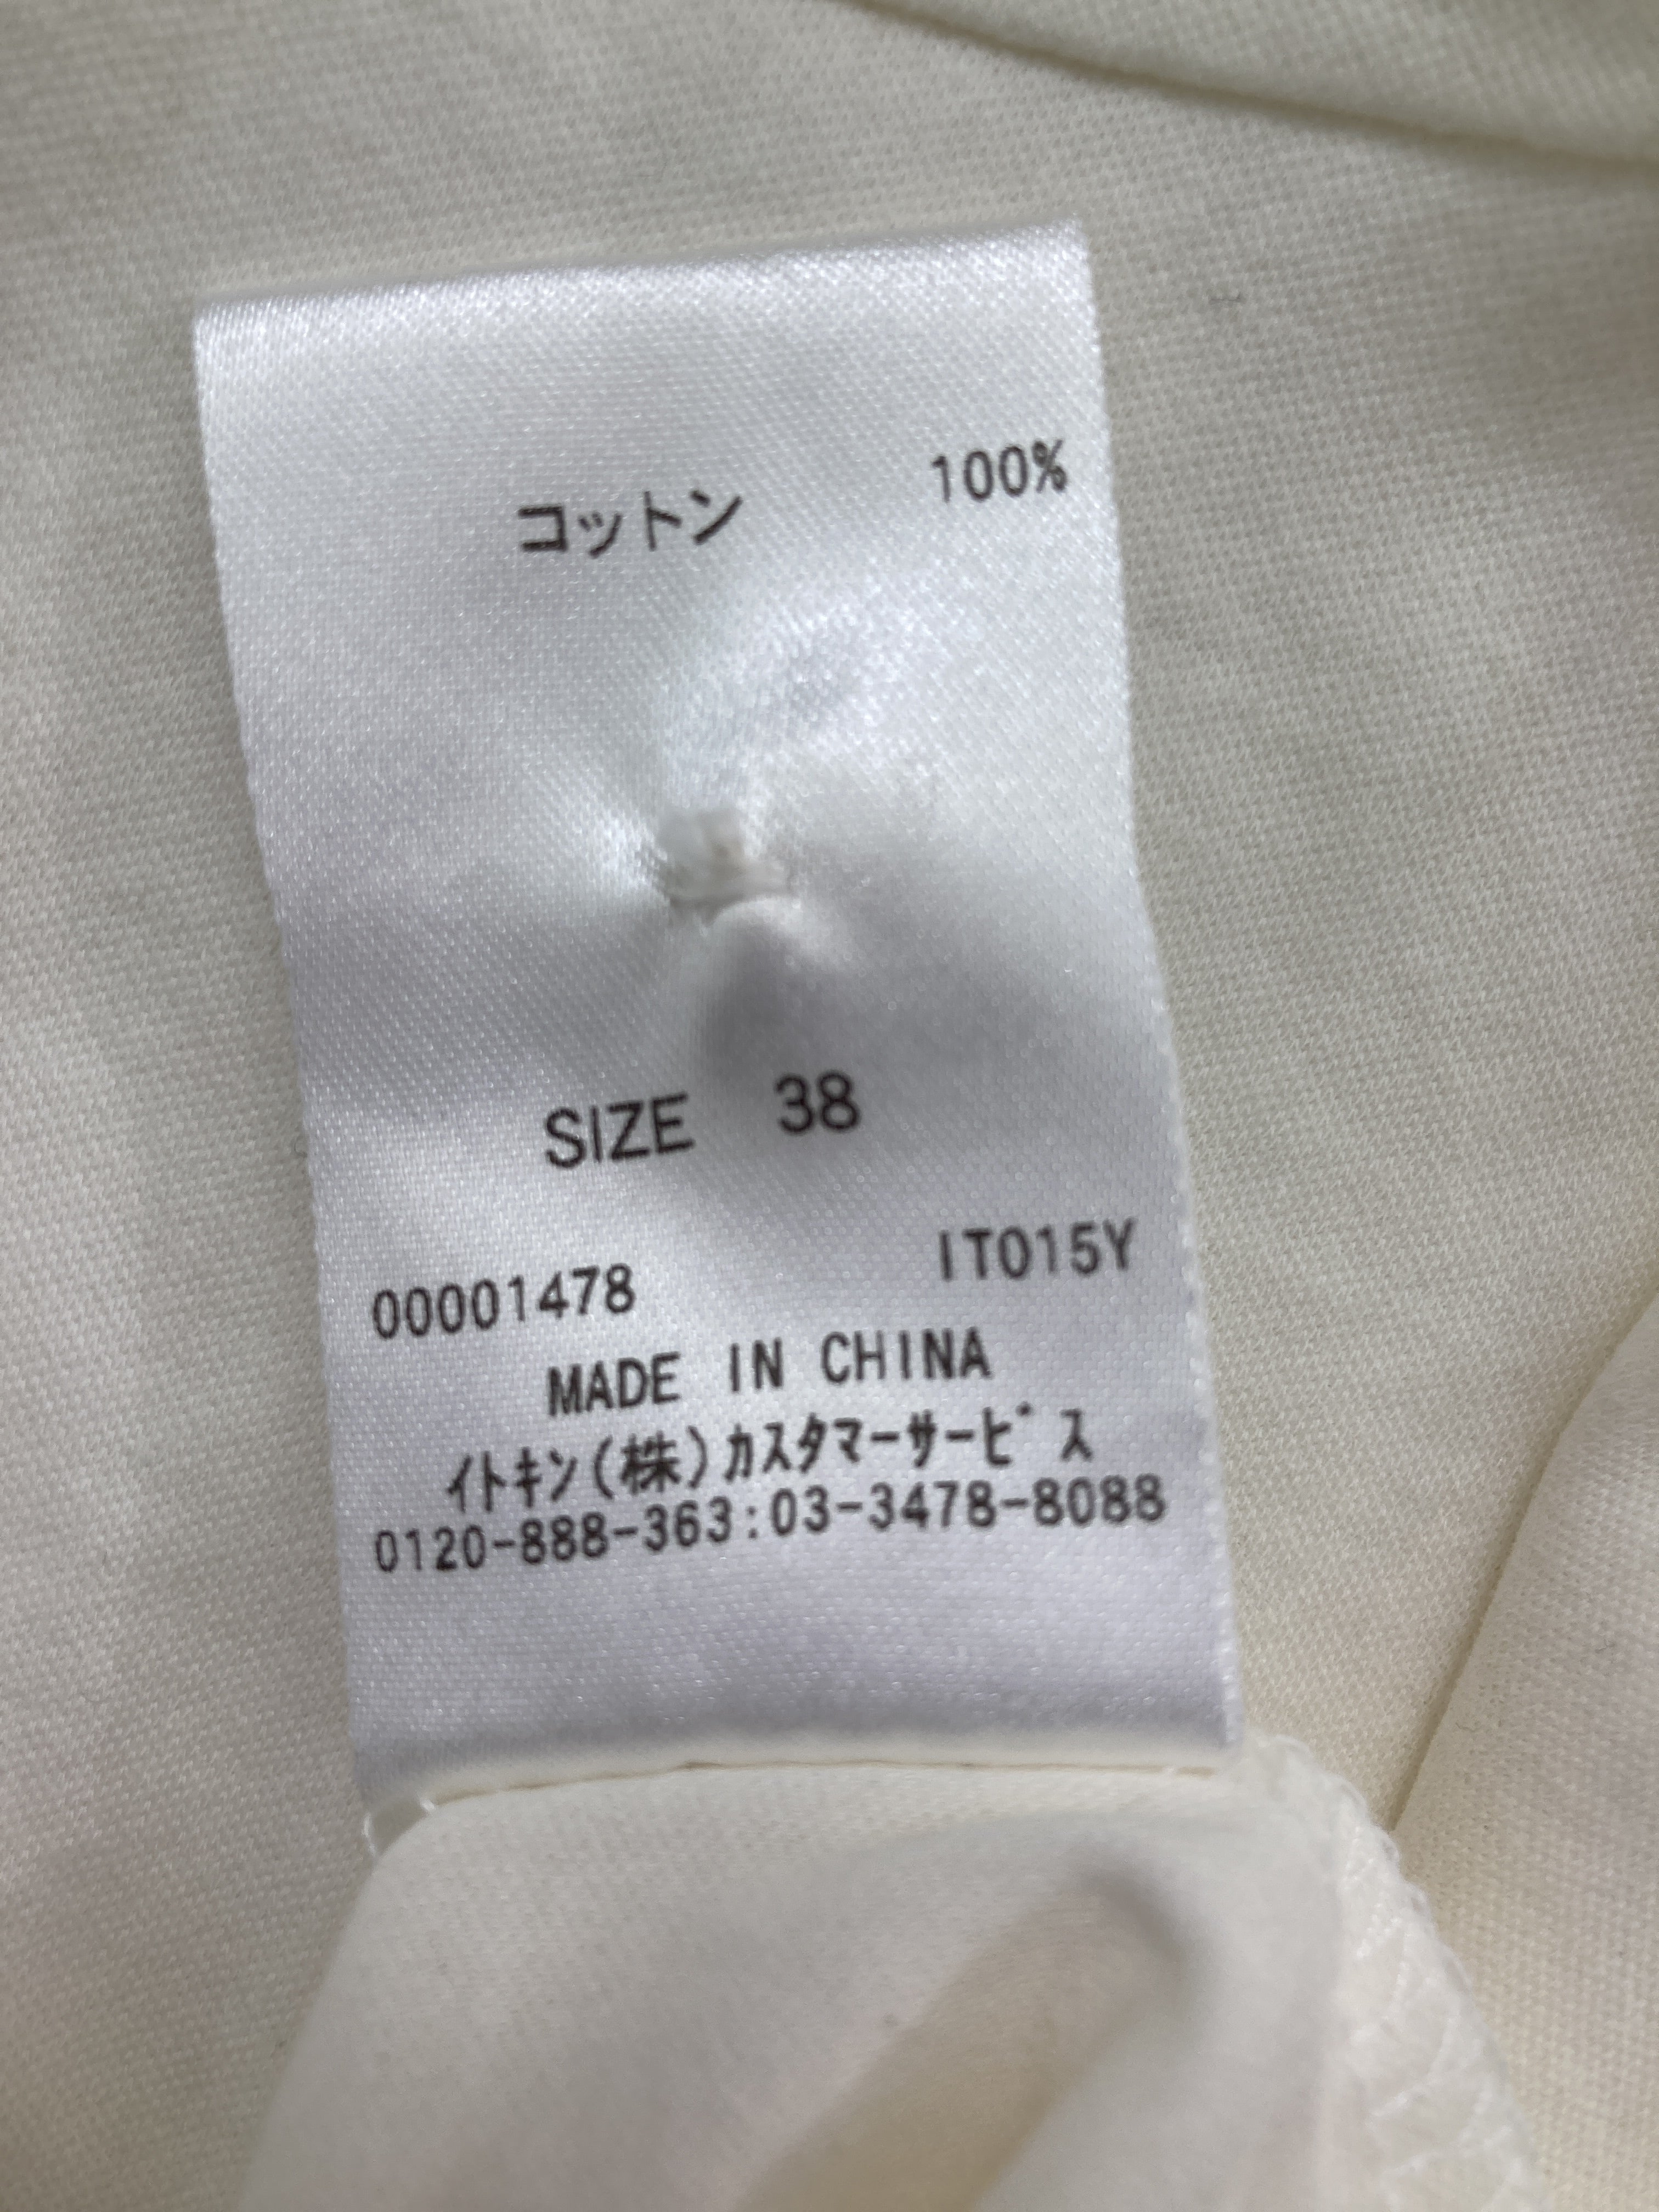 コットン 100%
SIZE 38
00001478 IT015Y
MADE IN CHINA
ｲﾄｷﾝ(株)ｶｽﾀﾏｰｻｰﾋﾞｽ
0120-888-363:03-3478-8088